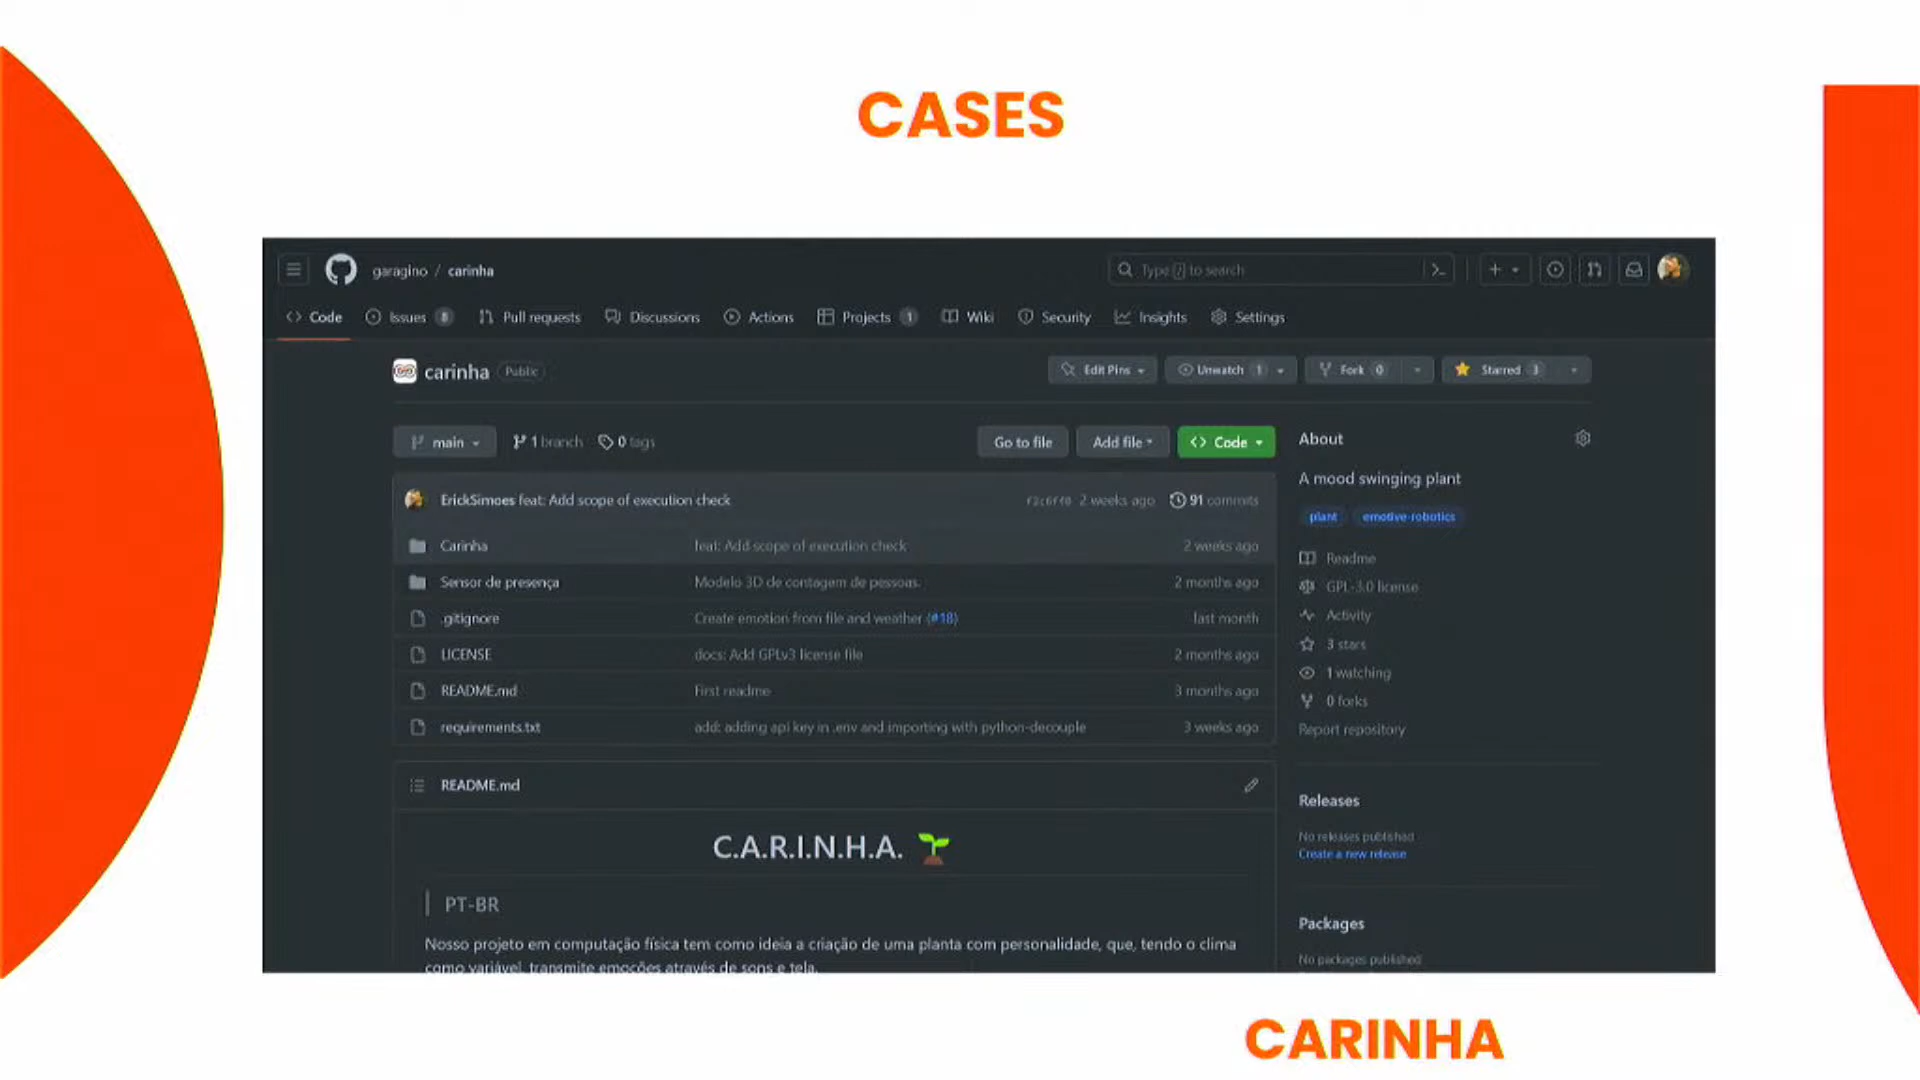 CASES
garagino / carinha
Type [/] to search
Code
Issues 8
Pull requests
Discussions
Actions
Projects 1
Wiki
Security
Insights
Settings
carinha Public
Edit Pins
Unwatch 1
Fork 0
Starred 3
main
1 branch
0 tags
Go to file
Add file
Code
ErickSimoes feat: Add scope of execution check
2 weeks ago
91 commits
Carinha feat: Add scope of execution check 2 weeks ago
Sensor de presença Modelo 3D de contagem de pessoas. 2 months ago
.gitignore Create emotion from file and weather (#18) last month
LICENSE docs: Add GPLv3 license file 2 months ago
README.md First readme 3 months ago
requirements.txt add: adding api key in .env and importing with python-decouple 3 weeks ago
About
A mood swinging plant
plant emotive-robotics
Readme
GPL-3.0 license
Activity
3 stars
1 watching
0 forks
Report repository
Releases
No releases published
Create a new release
Packages
No packages published
README.md
C.A.R.I.N.H.A.
PT-BR
Nosso projeto em computação física tem como ideia a criação de uma planta com personalidade, que, tendo o clima
como variável, transmite emoções através de sons e tela.
CARINHA